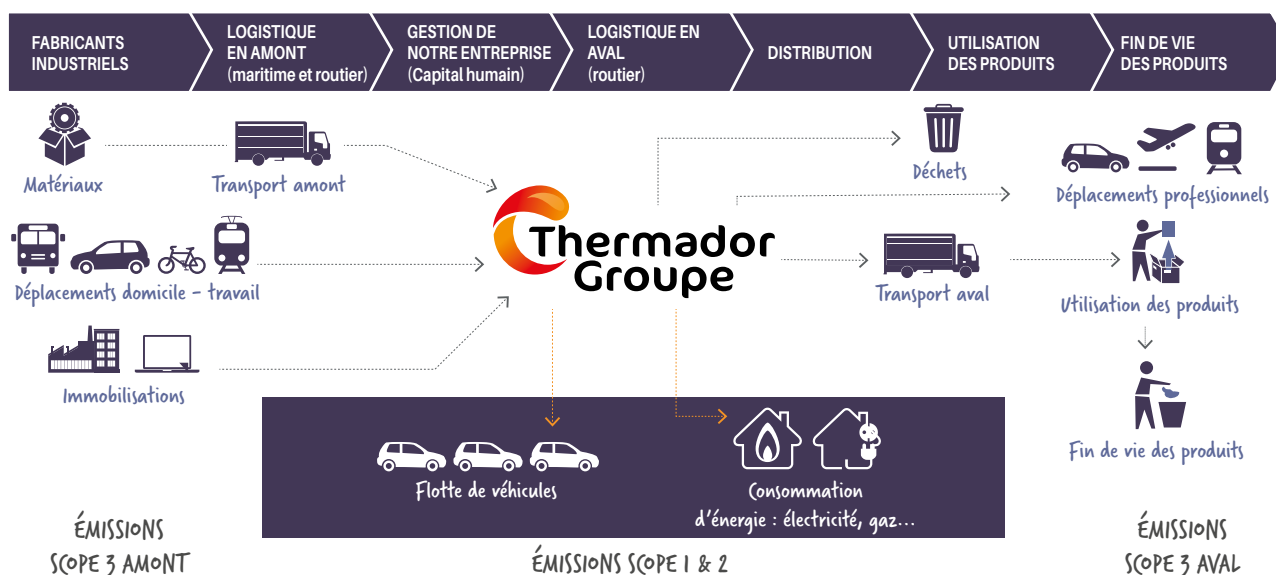 FABRICANTS
INDUSTRIELS
LOGISTIQUE
EN AMONT
(maritime et routier)
GESTION DE
NOTRE ENTREPRISE
(Capital humain)
LOGISTIQUE EN
AVAL
(routier)
DISTRIBUTION
UTILISATION
DES PRODUITS
FIN DE VIE
DES PRODUITS
Matériaux
Transport amont
Déchets
Déplacements professionnels
Déplacements domicile – travail
Thermador
Groupe
Transport aval
Utilisation des produits
Immobilisations
Fin de vie des produits
Flotte de véhicules
Consommation
d'énergie : électricité, gaz...
ÉMISSIONS
SCOPE 3 AMONT
ÉMISSIONS SCOPE 1 & 2
ÉMISSIONS
SCOPE 3 AVAL